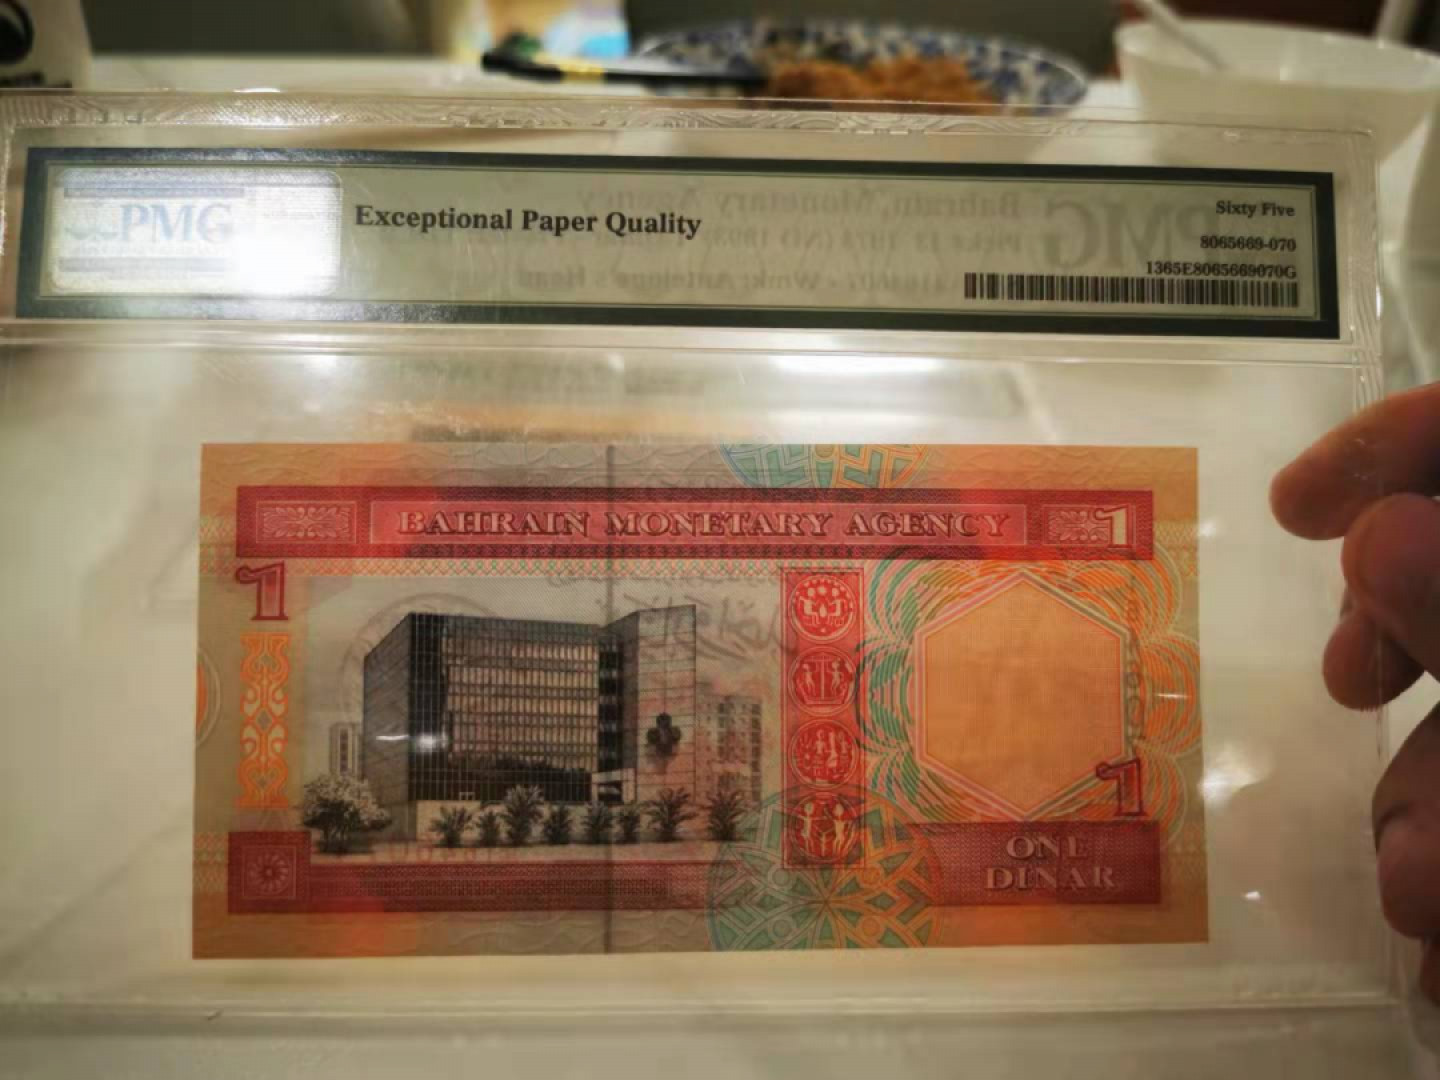 PMG
Exceptional Paper Quality
Sixty Five
8065669-070
1365E8065669070G
BAHRAIN MONETARY AGENCY
1
1
1
ONE
DINAR